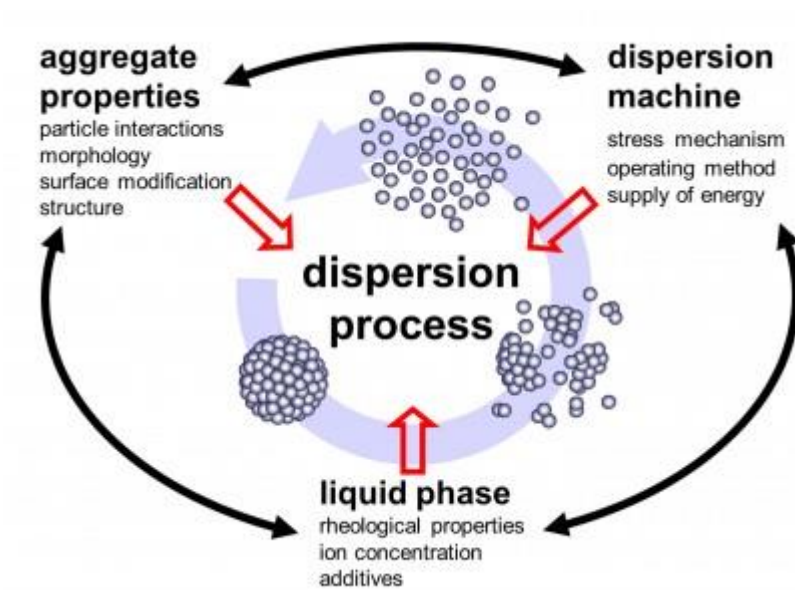 aggregate
properties
particle interactions
morphology
surface modification
structure
dispersion
machine
stress mechanism
operating method
supply of energy
dispersion
process
liquid phase
rheological properties
ion concentration
additives